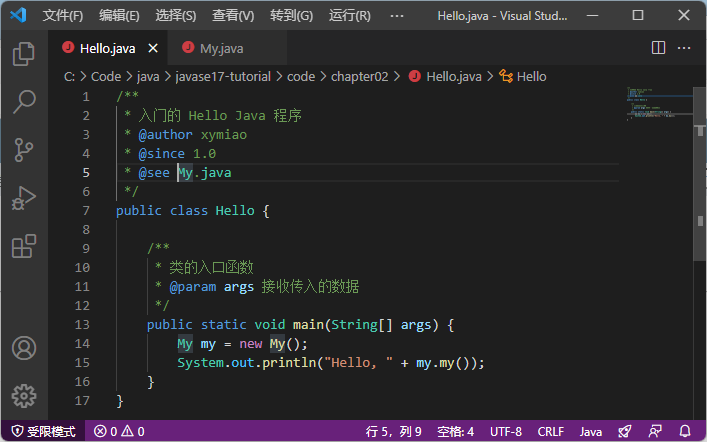 文件(F) 编辑(E) 选择(S) 查看(V) 转到(G) 运行(R) ··· Hello.java - Visual Stud...
Hello.java My.java
C: > Code > java > javase17-tutorial > code > chapter02 > Hello.java > Hello
1 /**
2 * 入门的 Hello Java 程序
3 * @author xymiao
4 * @since 1.0
5 * @see My.java
6 */
7 public class Hello {
8
9 /**
10 * 类的入口函数
11 * @param args 接收传入的数据
12 */
13 public static void main(String[] args) {
14 My my = new My();
15 System.out.println("Hello, " + my.my());
16 }
17 }
受限模式 0 0 行 5，列 9 空格: 4 UTF-8 CRLF Java